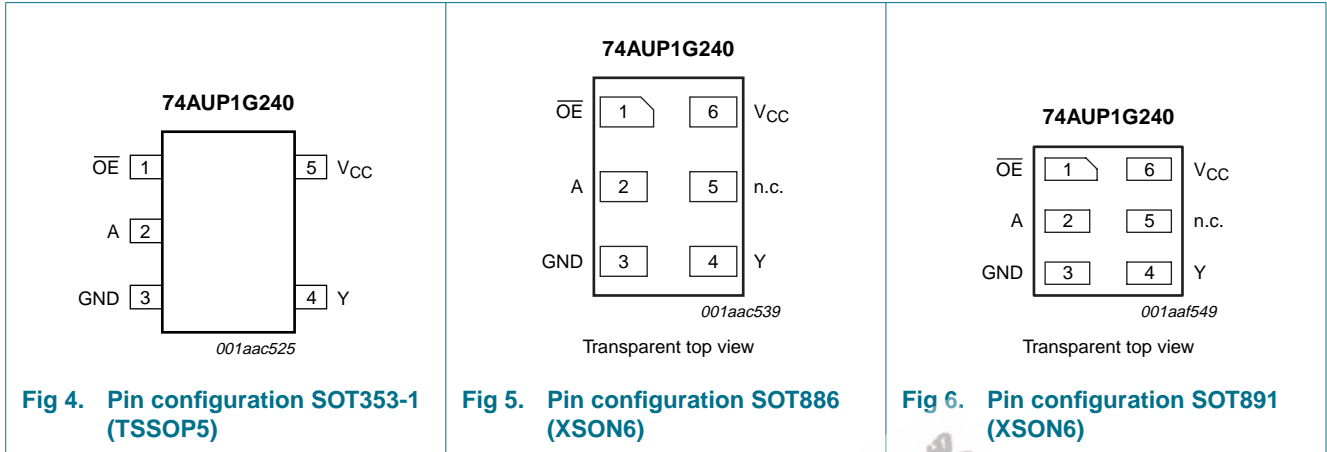 74AUP1G240
OE 1 5 VCC
A 2
GND 3 4 Y
001aac525
Fig 4. Pin configuration SOT353-1
(TSSOP5)
74AUP1G240
OE 1 6 VCC
A 2 5 n.c.
GND 3 4 Y
001aac539
Transparent top view
Fig 5. Pin configuration SOT886
(XSON6)
74AUP1G240
OE 1 6 VCC
A 2 5 n.c.
GND 3 4 Y
001aaf549
Transparent top view
Fig 6. Pin configuration SOT891
(XSON6)